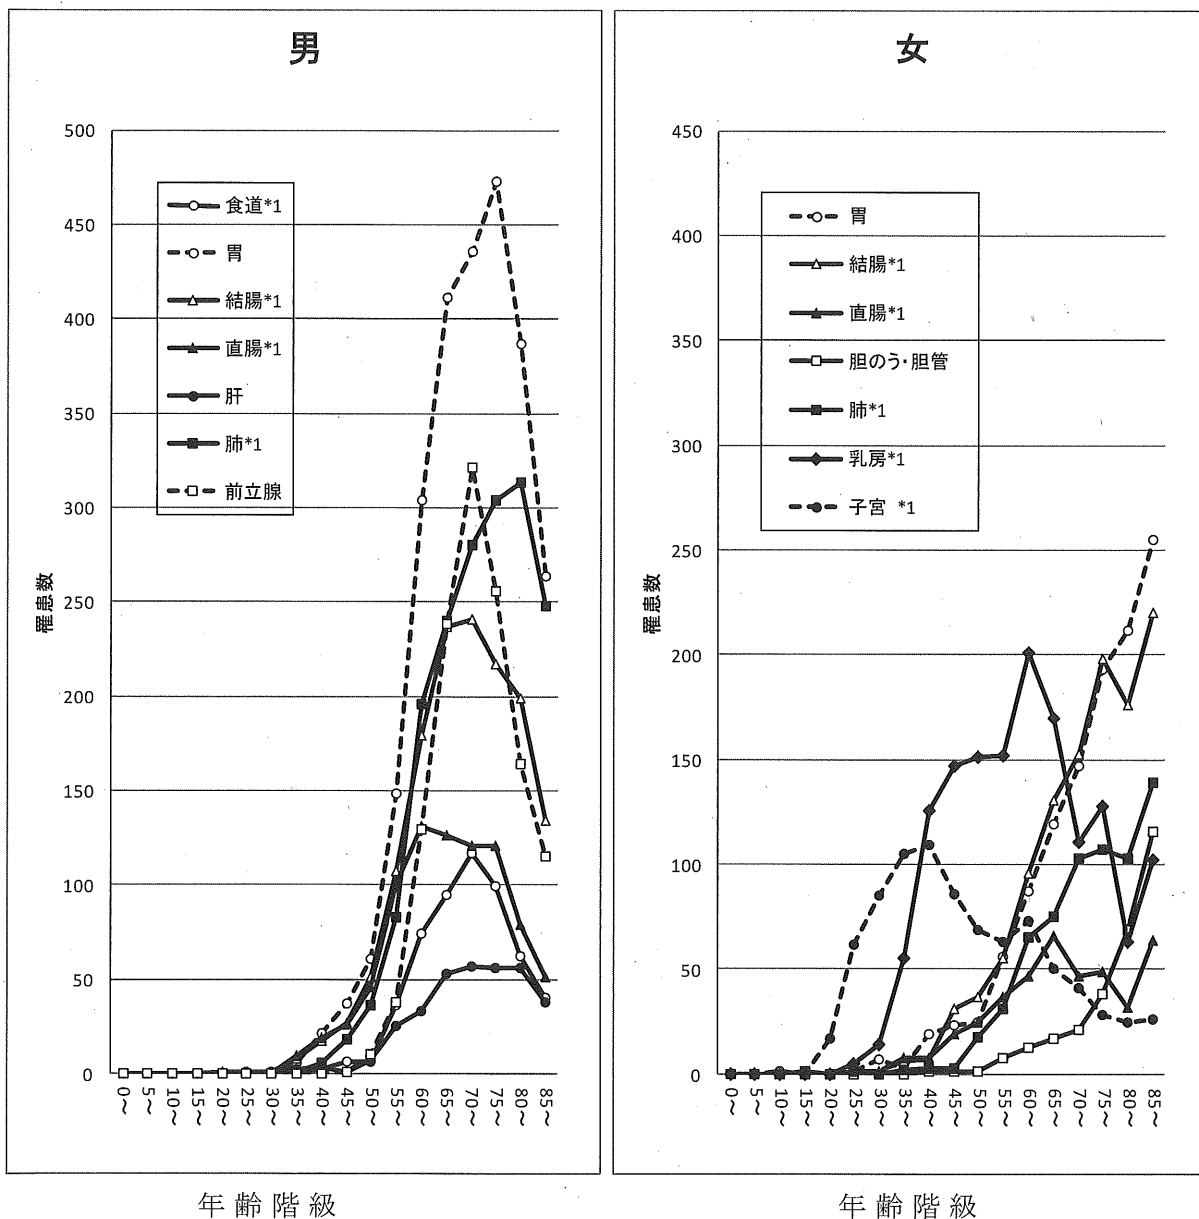 男
500
450
400
350
300
250
200
150
100
50
0
罹患数
食道*1
胃
結腸*1
直腸*1
肝
肺*1
前立腺
0～
5～
10～
15～
20～
25～
30～
35～
40～
45～
50～
55～
60～
65～
70～
75～
80～
85～
年齢階級
女
450
400
350
300
250
200
150
100
50
0
罹患数
胃
結腸*1
直腸*1
胆のう・胆管
肺*1
乳房*1
子宮 *1
0～
5～
10～
15～
20～
25～
30～
35～
40～
45～
50～
55～
60～
65～
70～
75～
80～
85～
年齢階級